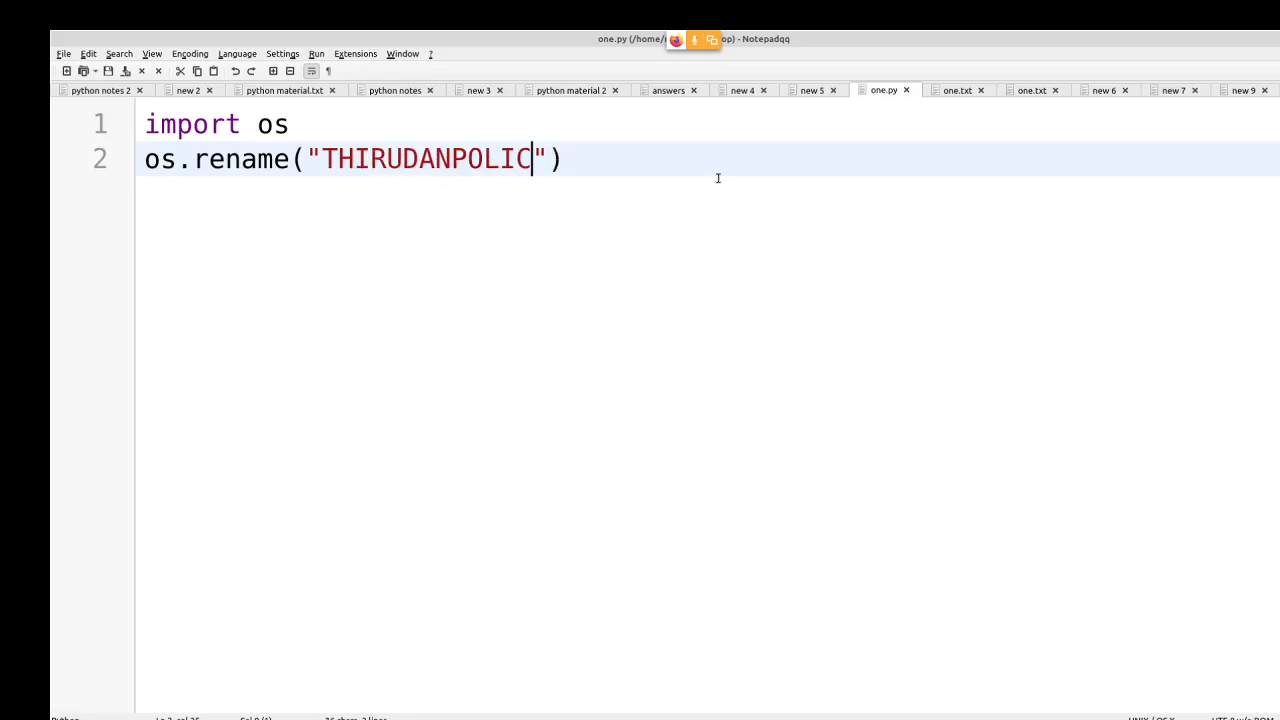 one.py (/home/ op) - Notepadqq
File Edit Search View Encoding Language Settings Run Extensions Window ?
python notes 2 new 2 python material.txt python notes new 3 python material 2 answers new 4 new 5 one.py one.txt one.txt new 6 new 7 new 9
1 import os
2 os.rename("THIRUDANPOLIC")